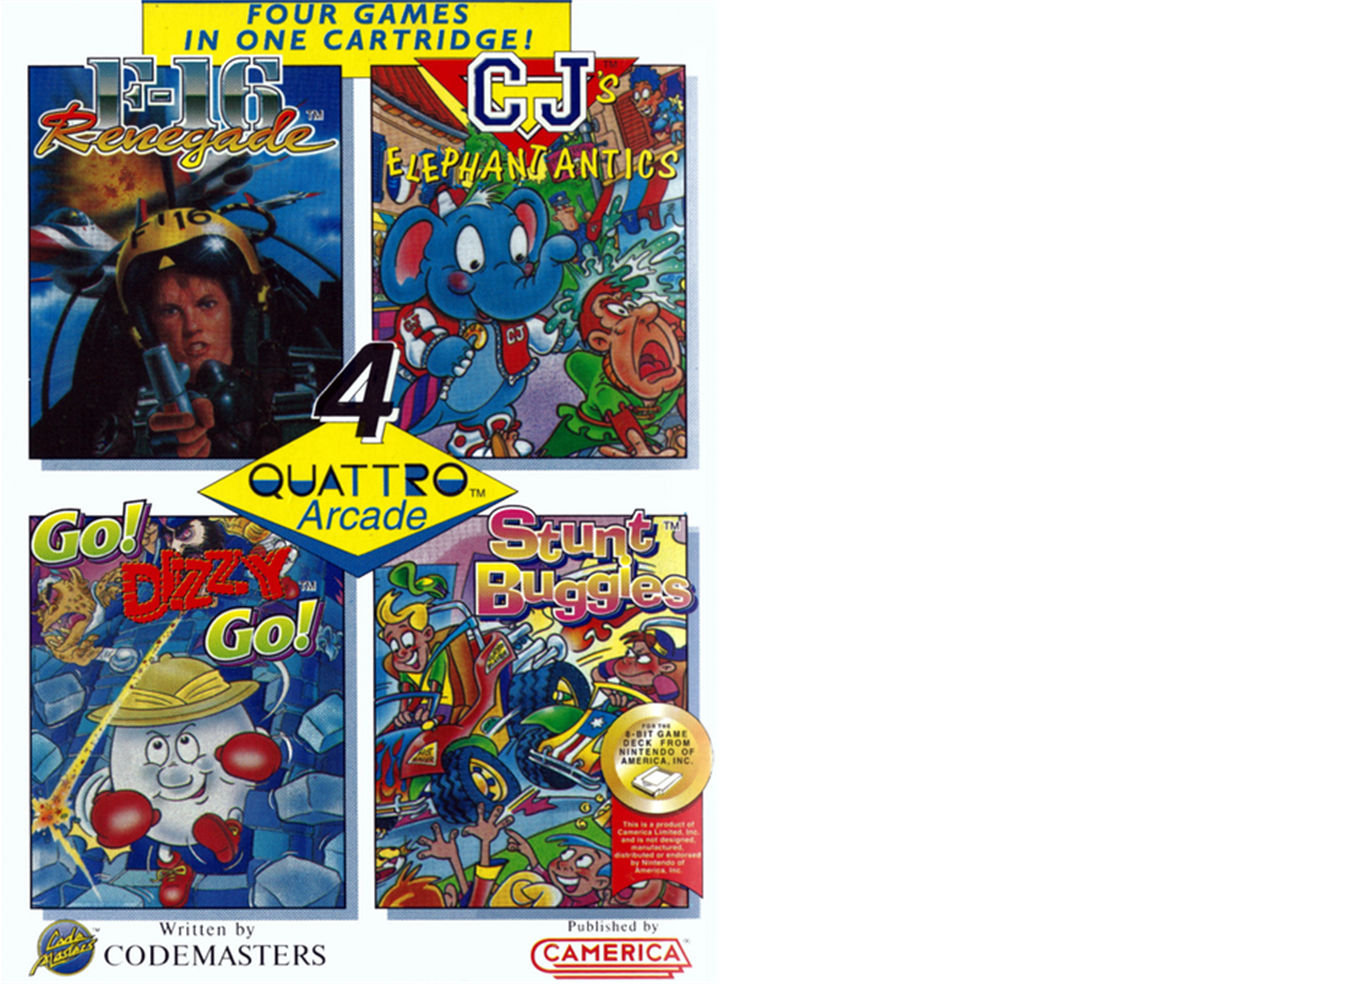 FOUR GAMES
IN ONE CARTRIDGE!
F-16
Renegade™
CJ's™
ELEPHANT ANTICS
F 16
CJ
CJ
4
QUATTRO™
Arcade
Go!
DIZZY™
Go!
Stunt™
Buggies
FOR THE
8-BIT GAME
DECK FROM
NINTENDO OF
AMERICA, INC.
This is a product of
Camerica Limited, Inc.
and is not designed,
manufactured,
distributed or endorsed
by Nintendo of
America, Inc.
Code
Masters™
Written by
CODEMASTERS
Published by
CAMERICA®